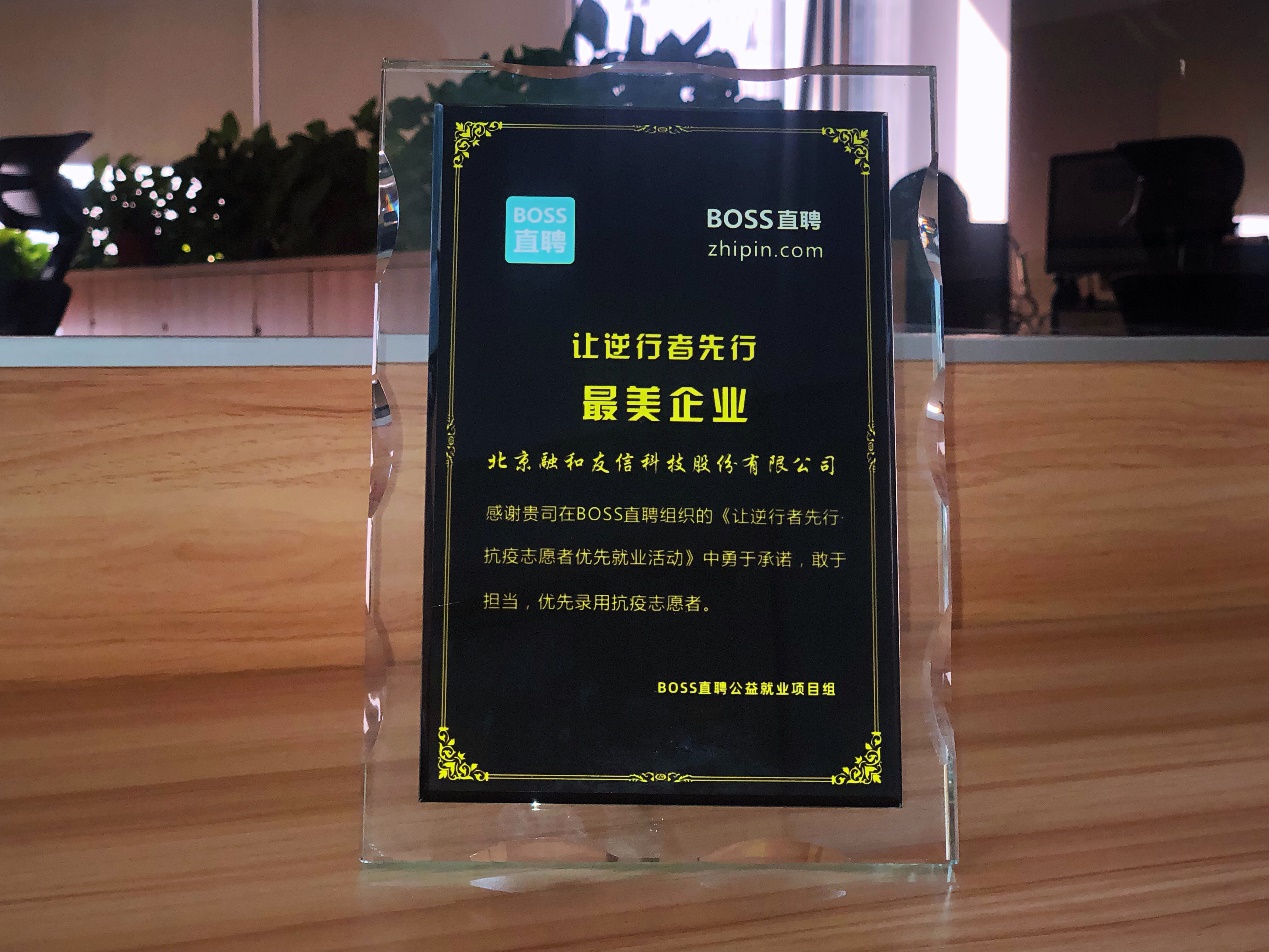 BOSS
直聘
BOSS直聘
zhipin.com
让逆行者先行
最美企业
北京融和友信科技股份有限公司
感谢贵司在BOSS直聘组织的《让逆行者先行·
抗疫志愿者优先就业活动》中勇于承诺，敢于
担当，优先录用抗疫志愿者。
BOSS直聘公益就业项目组